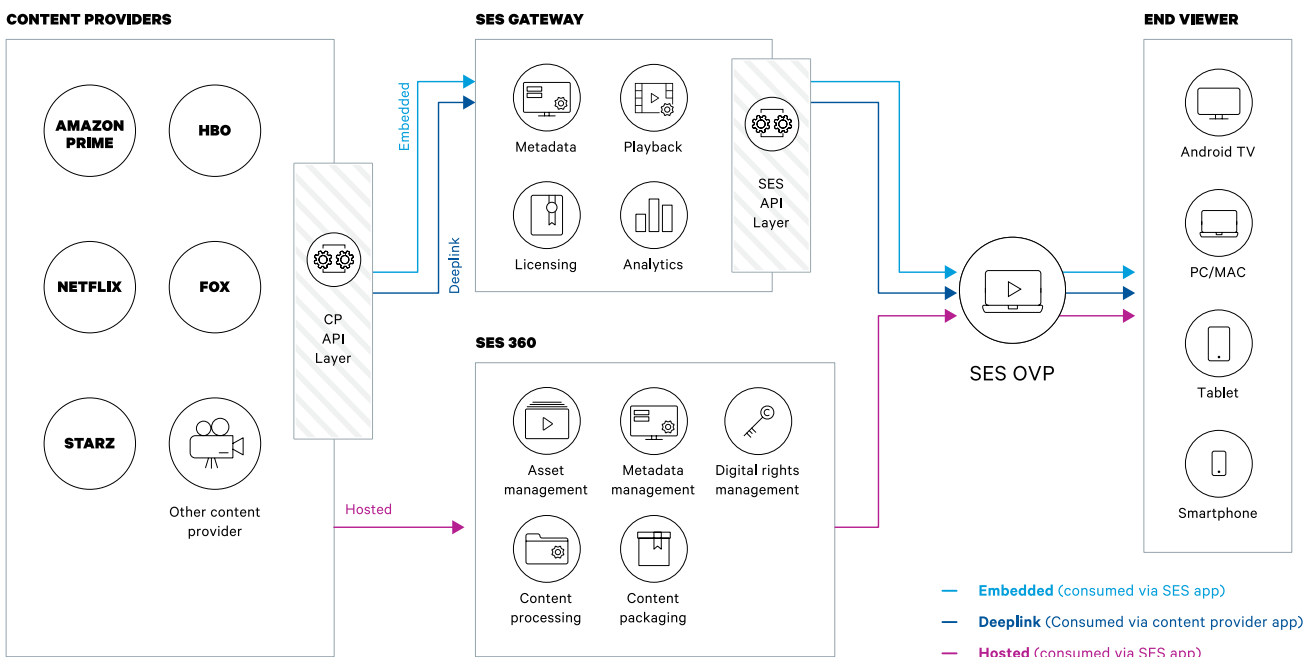 CONTENT PROVIDERS
AMAZON
PRIME
HBO
NETFLIX
FOX
STARZ
Other content
provider
CP
API
Layer
Embedded
Deeplink
Hosted
SES GATEWAY
Metadata
Playback
Licensing
Analytics
SES
API
Layer
SES 360
Asset
management
Metadata
management
Digital rights
management
Content
processing
Content
packaging
SES OVP
END VIEWER
Android TV
PC/MAC
Tablet
Smartphone
Embedded (consumed via SES app)
Deeplink (Consumed via content provider app)
Hosted (consumed via SES app)